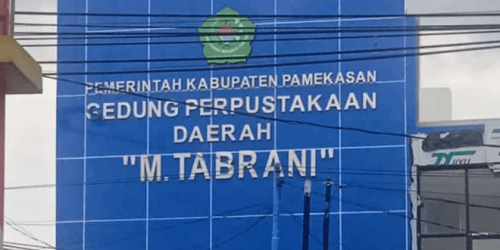 PEMERINTAH KABUPATEN PAMEKASAN
GEDUNG PERPUSTAKAAN
DAERAH
"M.TABRANI"